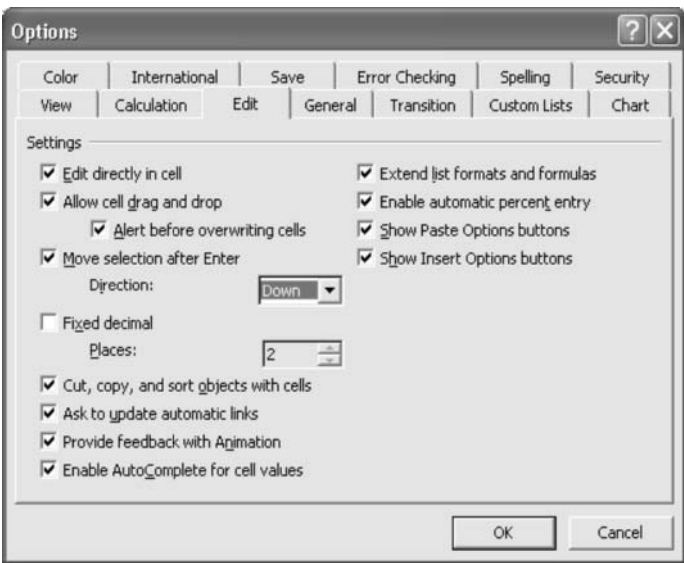 Options
Color International Save Error Checking Spelling Security
View Calculation Edit General Transition Custom Lists Chart
Settings
Edit directly in cell
Extend list formats and formulas
Allow cell drag and drop
Enable automatic percent entry
Alert before overwriting cells
Show Paste Options buttons
Move selection after Enter
Show Insert Options buttons
Direction: Down
Fixed decimal
Places: 2
Cut, copy, and sort objects with cells
Ask to update automatic links
Provide feedback with Animation
Enable AutoComplete for cell values
OK Cancel